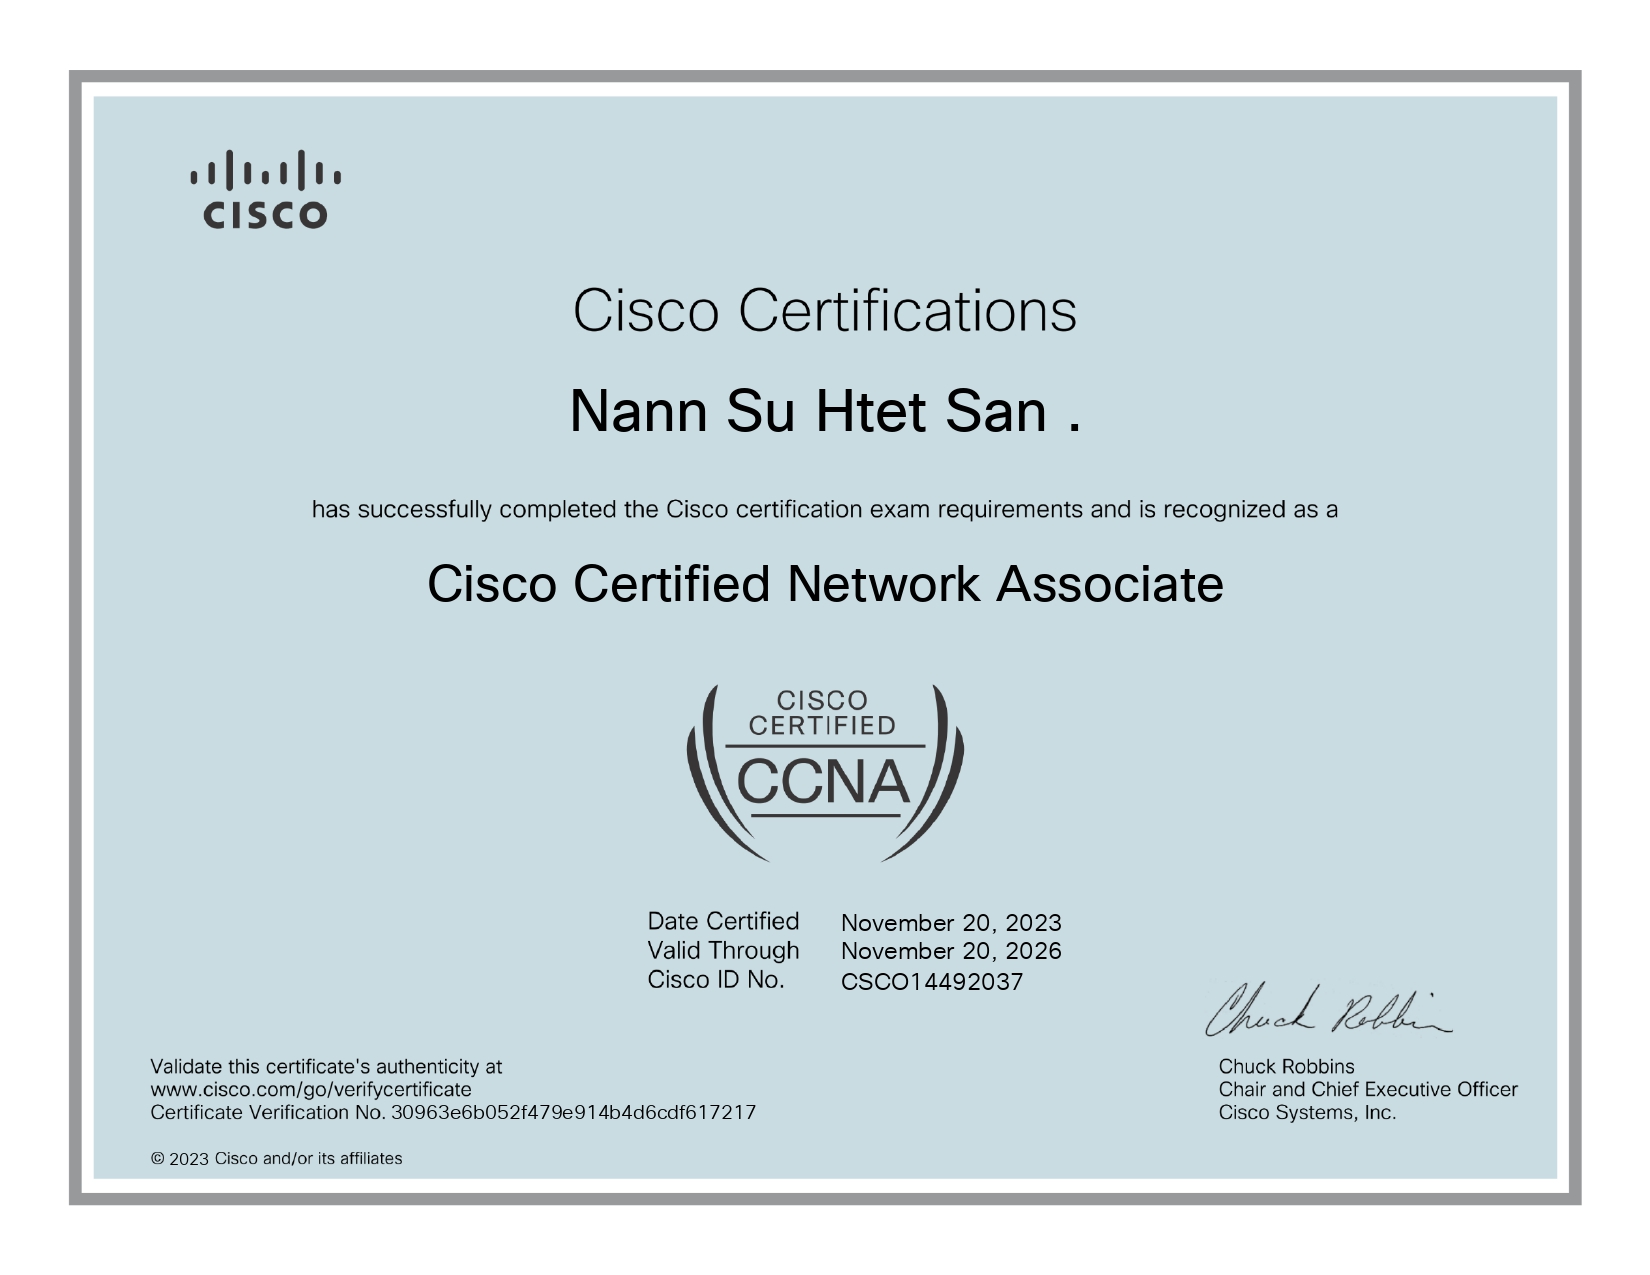 CISCO
Cisco Certifications
Nann Su Htet San .
has successfully completed the Cisco certification exam requirements and is recognized as a
Cisco Certified Network Associate
CISCO
CERTIFIED
CCNA
Date Certified November 20, 2023
Valid Through November 20, 2026
Cisco ID No. CSCO14492037
Chuck Robbins
Validate this certificate's authenticity at
www.cisco.com/go/verifycertificate
Certificate Verification No. 30963e6b052f479e914b4d6cdf617217
Chuck Robbins
Chair and Chief Executive Officer
Cisco Systems, Inc.
© 2023 Cisco and/or its affiliates